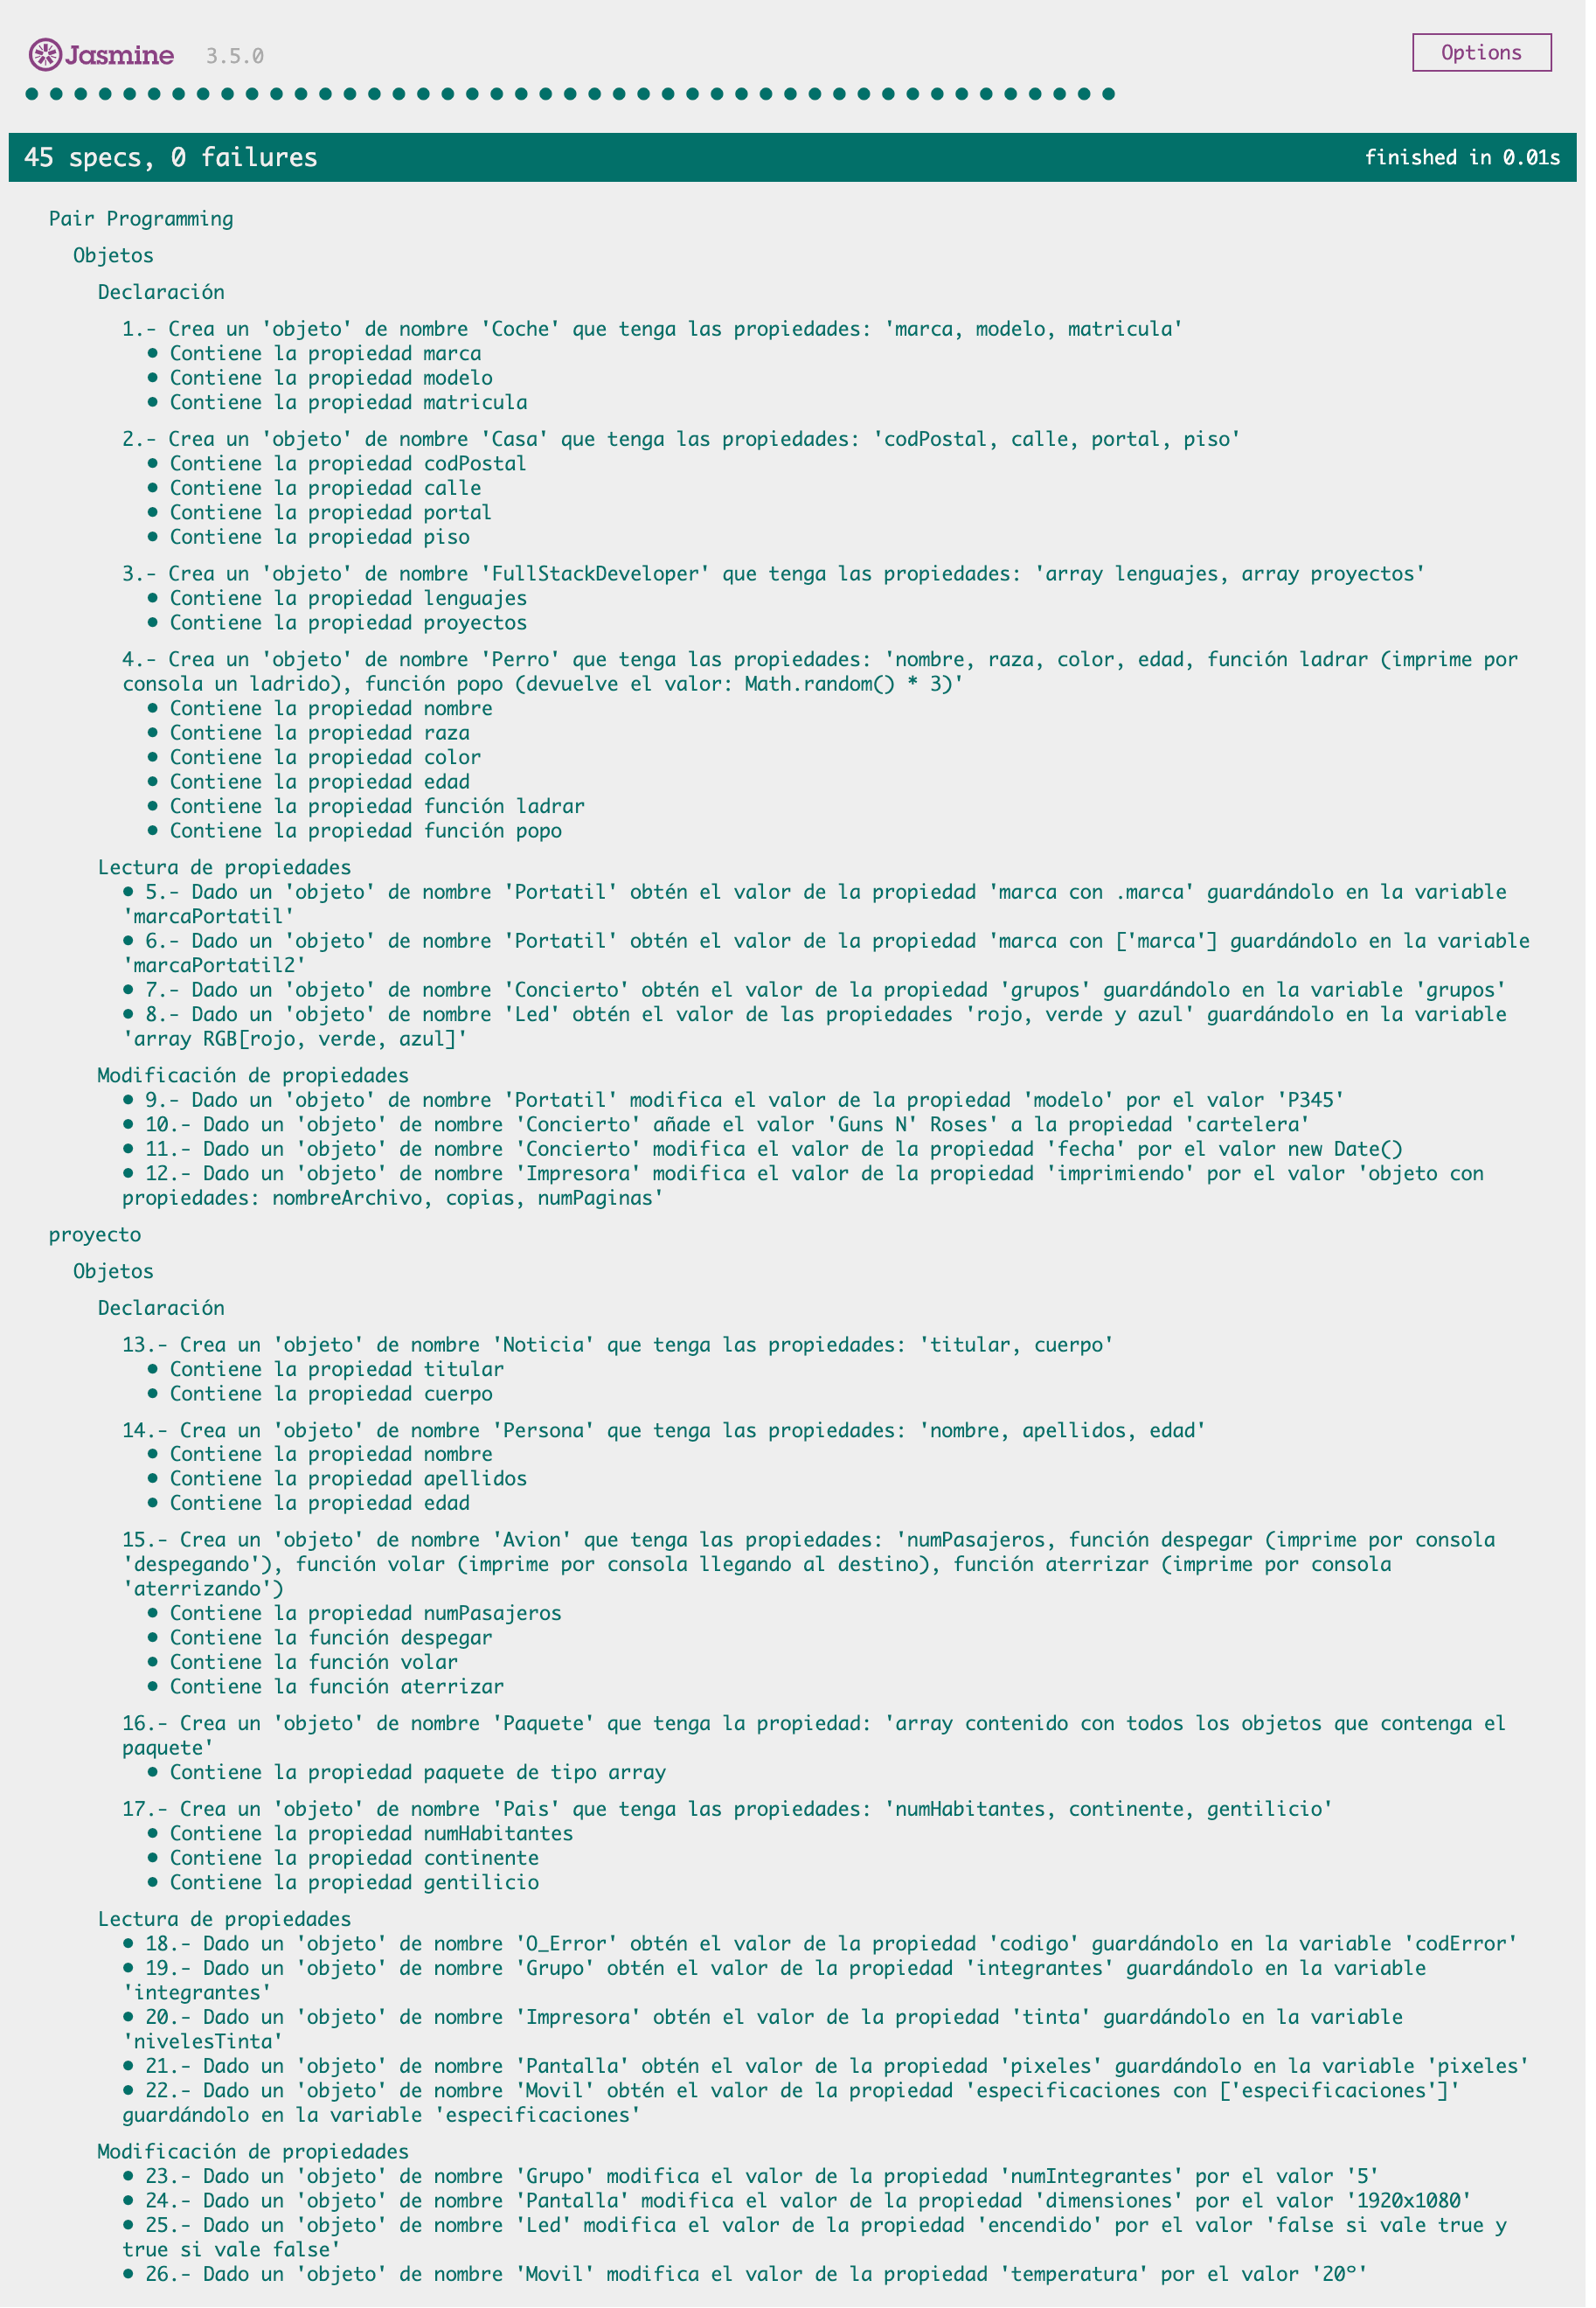 Jasmine 3.5.0 Options
45 specs, 0 failures finished in 0.01s
Pair Programming
Objetos
Declaración
1.- Crea un 'objeto' de nombre 'Coche' que tenga las propiedades: 'marca, modelo, matricula'
• Contiene la propiedad marca
• Contiene la propiedad modelo
• Contiene la propiedad matricula
2.- Crea un 'objeto' de nombre 'Casa' que tenga las propiedades: 'codPostal, calle, portal, piso'
• Contiene la propiedad codPostal
• Contiene la propiedad calle
• Contiene la propiedad portal
• Contiene la propiedad piso
3.- Crea un 'objeto' de nombre 'FullStackDeveloper' que tenga las propiedades: 'array lenguajes, array proyectos'
• Contiene la propiedad lenguajes
• Contiene la propiedad proyectos
4.- Crea un 'objeto' de nombre 'Perro' que tenga las propiedades: 'nombre, raza, color, edad, función ladrar (imprime por
consola un ladrido), función popo (devuelve el valor: Math.random() * 3)'
• Contiene la propiedad nombre
• Contiene la propiedad raza
• Contiene la propiedad color
• Contiene la propiedad edad
• Contiene la propiedad función ladrar
• Contiene la propiedad función popo
Lectura de propiedades
• 5.- Dado un 'objeto' de nombre 'Portatil' obtén el valor de la propiedad 'marca con .marca' guardándolo en la variable
'marcaPortatil'
• 6.- Dado un 'objeto' de nombre 'Portatil' obtén el valor de la propiedad 'marca con ['marca'] guardándolo en la variable
'marcaPortatil2'
• 7.- Dado un 'objeto' de nombre 'Concierto' obtén el valor de la propiedad 'grupos' guardándolo en la variable 'grupos'
• 8.- Dado un 'objeto' de nombre 'Led' obtén el valor de las propiedades 'rojo, verde y azul' guardándolo en la variable
'array RGB[rojo, verde, azul]'
Modificación de propiedades
• 9.- Dado un 'objeto' de nombre 'Portatil' modifica el valor de la propiedad 'modelo' por el valor 'P345'
• 10.- Dado un 'objeto' de nombre 'Concierto' añade el valor 'Guns N' Roses' a la propiedad 'cartelera'
• 11.- Dado un 'objeto' de nombre 'Concierto' modifica el valor de la propiedad 'fecha' por el valor new Date()
• 12.- Dado un 'objeto' de nombre 'Impresora' modifica el valor de la propiedad 'imprimiendo' por el valor 'objeto con
propiedades: nombreArchivo, copias, numPaginas'
proyecto
Objetos
Declaración
13.- Crea un 'objeto' de nombre 'Noticia' que tenga las propiedades: 'titular, cuerpo'
• Contiene la propiedad titular
• Contiene la propiedad cuerpo
14.- Crea un 'objeto' de nombre 'Persona' que tenga las propiedades: 'nombre, apellidos, edad'
• Contiene la propiedad nombre
• Contiene la propiedad apellidos
• Contiene la propiedad edad
15.- Crea un 'objeto' de nombre 'Avion' que tenga las propiedades: 'numPasajeros, función despegar (imprime por consola
'despegando'), función volar (imprime por consola llegando al destino), función aterrizar (imprime por consola
'aterrizando')
• Contiene la propiedad numPasajeros
• Contiene la función despegar
• Contiene la función volar
• Contiene la función aterrizar
16.- Crea un 'objeto' de nombre 'Paquete' que tenga la propiedad: 'array contenido con todos los objetos que contenga el
paquete'
• Contiene la propiedad paquete de tipo array
17.- Crea un 'objeto' de nombre 'Pais' que tenga las propiedades: 'numHabitantes, continente, gentilicio'
• Contiene la propiedad numHabitantes
• Contiene la propiedad continente
• Contiene la propiedad gentilicio
Lectura de propiedades
• 18.- Dado un 'objeto' de nombre 'O_Error' obtén el valor de la propiedad 'codigo' guardándolo en la variable 'codError'
• 19.- Dado un 'objeto' de nombre 'Grupo' obtén el valor de la propiedad 'integrantes' guardándolo en la variable
'integrantes'
• 20.- Dado un 'objeto' de nombre 'Impresora' obtén el valor de la propiedad 'tinta' guardándolo en la variable
'nivelesTinta'
• 21.- Dado un 'objeto' de nombre 'Pantalla' obtén el valor de la propiedad 'pixeles' guardándolo en la variable 'pixeles'
• 22.- Dado un 'objeto' de nombre 'Movil' obtén el valor de la propiedad 'especificaciones con ['especificaciones']'
guardándolo en la variable 'especificaciones'
Modificación de propiedades
• 23.- Dado un 'objeto' de nombre 'Grupo' modifica el valor de la propiedad 'numIntegrantes' por el valor '5'
• 24.- Dado un 'objeto' de nombre 'Pantalla' modifica el valor de la propiedad 'dimensiones' por el valor '1920x1080'
• 25.- Dado un 'objeto' de nombre 'Led' modifica el valor de la propiedad 'encendido' por el valor 'false si vale true y
true si vale false'
• 26.- Dado un 'objeto' de nombre 'Movil' modifica el valor de la propiedad 'temperatura' por el valor '20º'